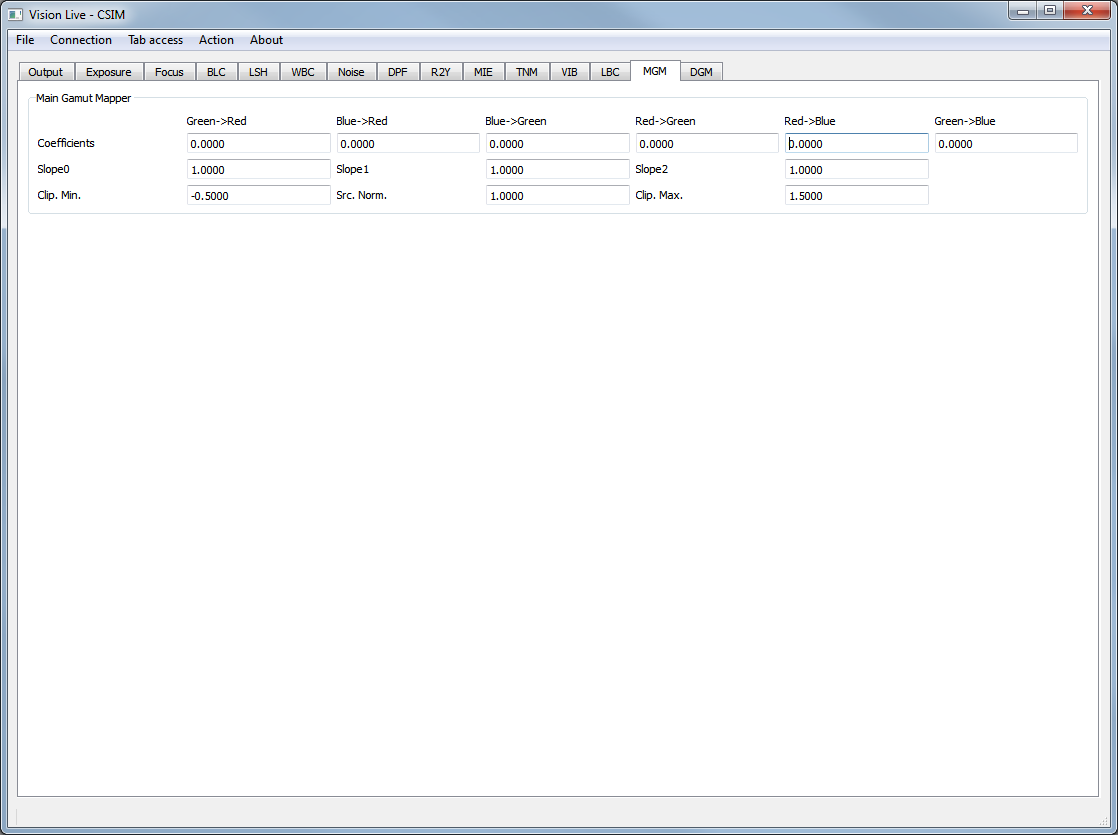 Vision Live - CSIM
File Connection Tab access Action About
Output Exposure Focus BLC LSH WBC Noise DPF R2Y MIE TNM VIB LBC MGM DGM
Main Gamut Mapper
Green->Red Blue->Red Blue->Green Red->Green Red->Blue Green->Blue
Coefficients 0.0000 0.0000 0.0000 0.0000 0.0000 0.0000
Slope0 1.0000 Slope1 1.0000 Slope2 1.0000
Clip. Min. -0.5000 Src. Norm. 1.0000 Clip. Max. 1.5000